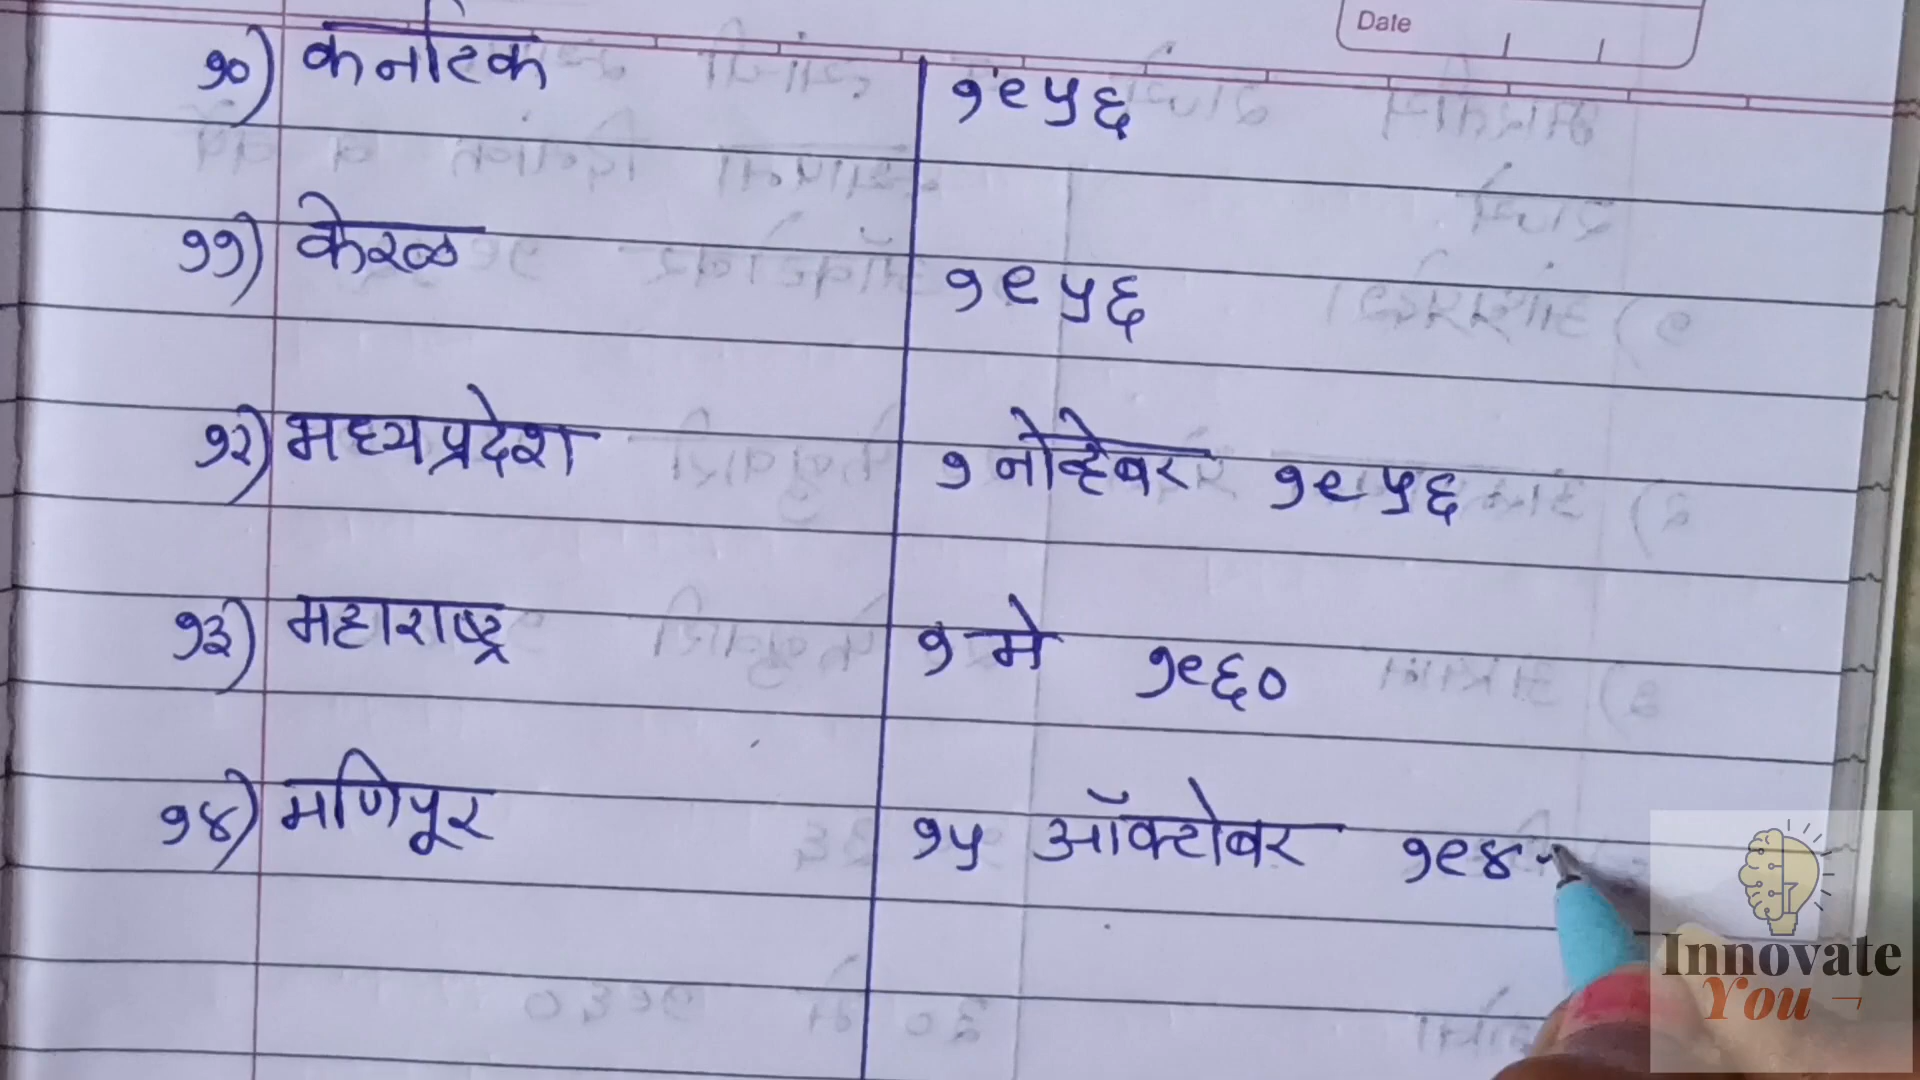 Date
१०) कर्नाटक १९५६
११) केरळ १९५६
१२) मध्यप्रदेश १ नोव्हेबर १९५६
१३) महाराष्ट्र १ मे १९६०
१४) मणिपूर १५ ऑक्टोबर १९४
Innovate
You